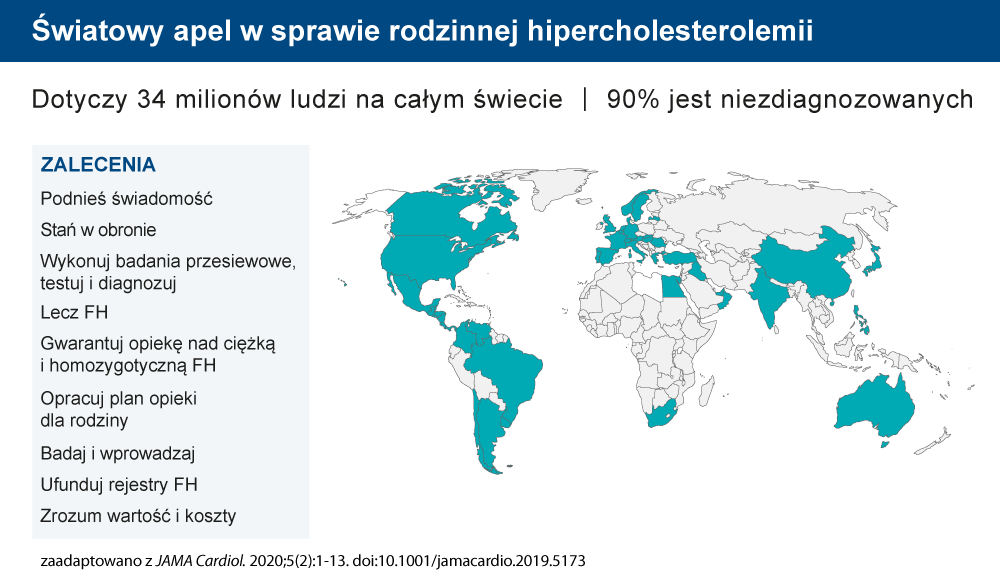 Światowy apel w sprawie rodzinnej hipercholesterolemii
Dotyczy 34 milionów ludzi na całym świecie | 90% jest niezdiagnozowanych
ZALECENIA
Podnieś świadomość
Stań w obronie
Wykonuj badania przesiewowe,
testuj i diagnozuj
Lecz FH
Gwarantuj opiekę nad ciężką
i homozygotyczną FH
Opracuj plan opieki
dla rodziny
Badaj i wprowadzaj
Ufunduj rejestry FH
Zrozum wartość i koszty
zaadaptowano z JAMA Cardiol. 2020;5(2):1-13. doi:10.1001/jamacardio.2019.5173